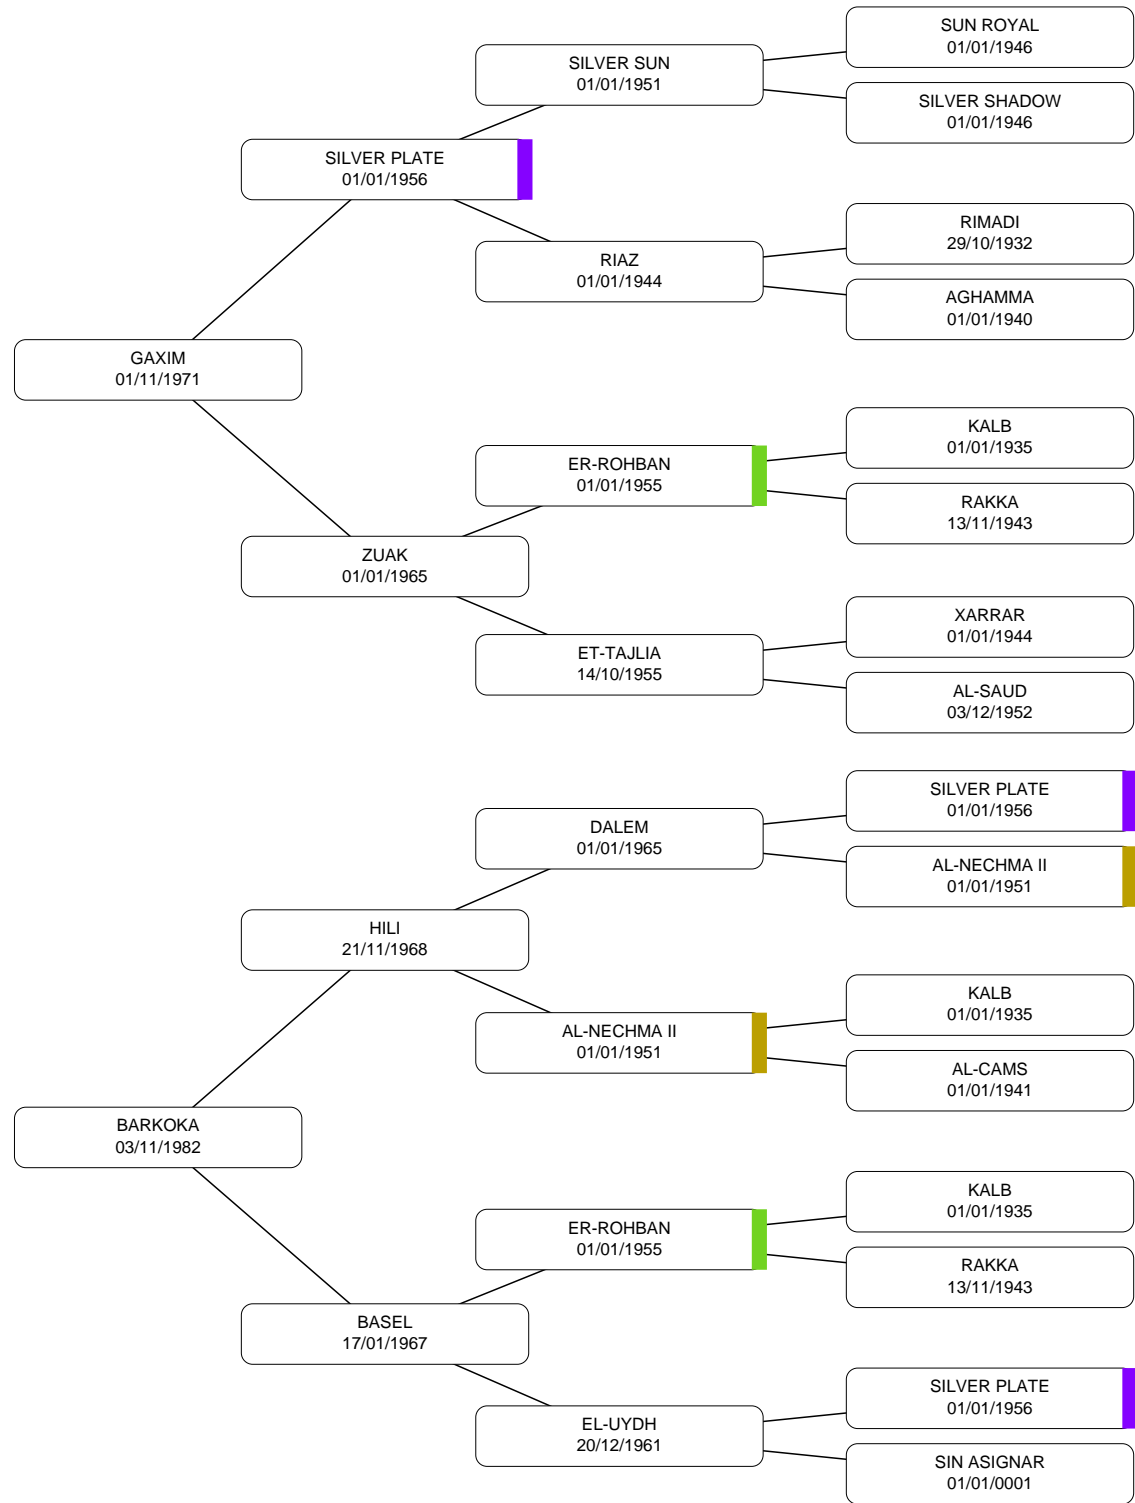 SUN ROYAL
01/01/1946
SILVER SUN
01/01/1951
SILVER SHADOW
01/01/1946
SILVER PLATE
01/01/1956
RIMADI
29/10/1932
RIAZ
01/01/1944
AGHAMMA
01/01/1940
GAXIM
01/11/1971
KALB
01/01/1935
ER-ROHBAN
01/01/1955
RAKKA
13/11/1943
ZUAK
01/01/1965
XARRAR
01/01/1944
ET-TAJLIA
14/10/1955
AL-SAUD
03/12/1952
SILVER PLATE
01/01/1956
DALEM
01/01/1965
AL-NECHMA II
01/01/1951
HILI
21/11/1968
KALB
01/01/1935
AL-NECHMA II
01/01/1951
AL-CAMS
01/01/1941
BARKOKA
03/11/1982
KALB
01/01/1935
ER-ROHBAN
01/01/1955
RAKKA
13/11/1943
BASEL
17/01/1967
SILVER PLATE
01/01/1956
EL-UYDH
20/12/1961
SIN ASIGNAR
01/01/0001